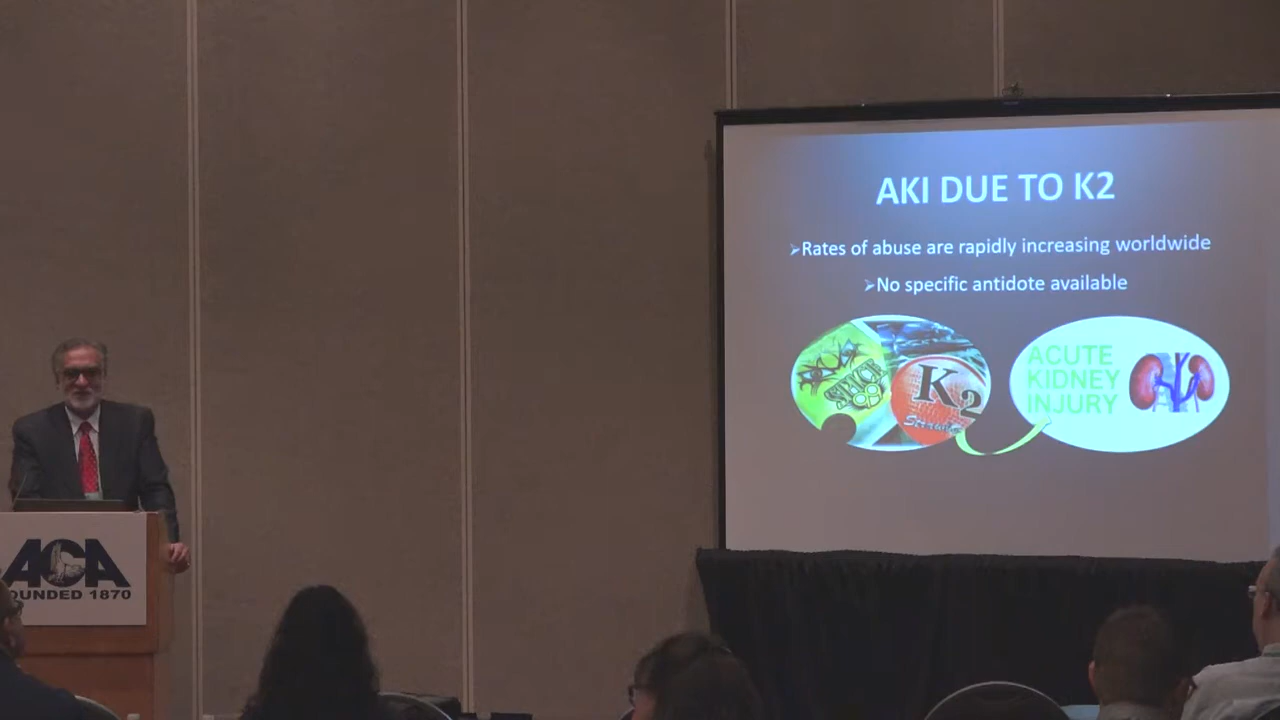 AKI DUE TO K2
➢Rates of abuse are rapidly increasing worldwide
➢No specific antidote available
SPICE
K2
ACUTE
KIDNEY
INJURY
ACA
OUNDED 1870